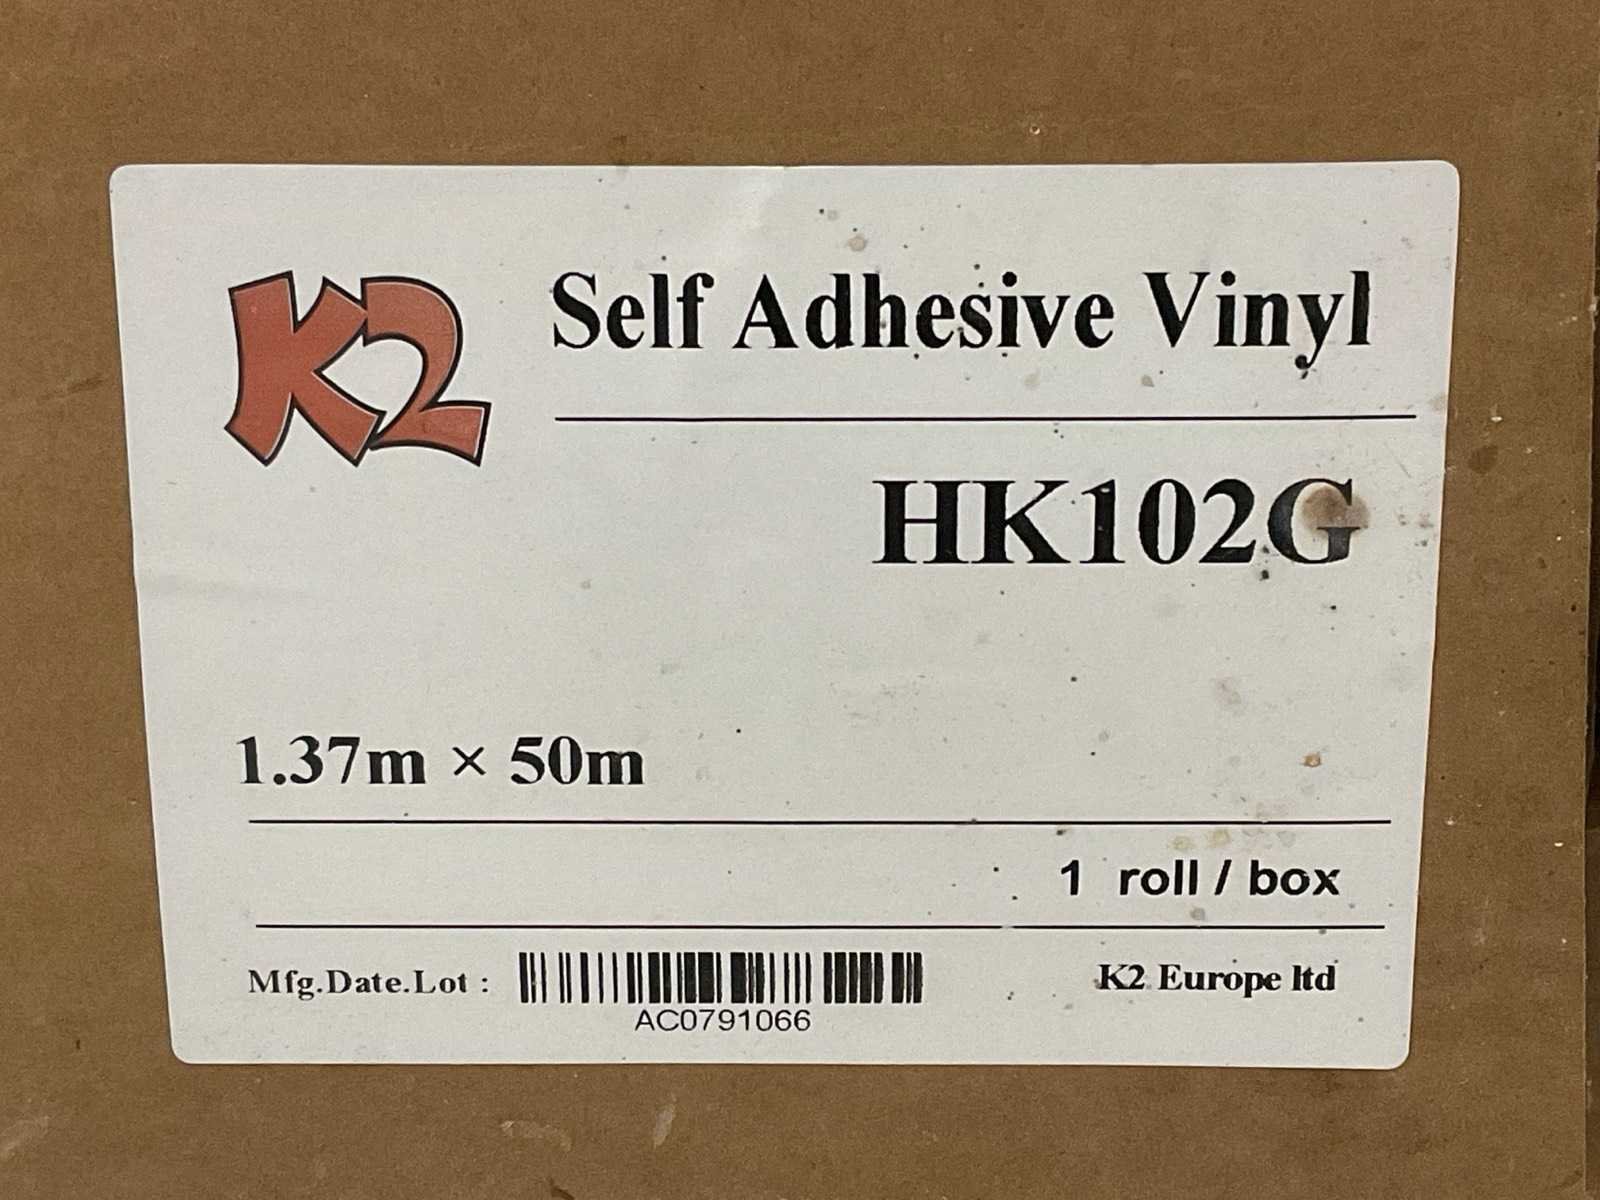 K2
Self Adhesive Vinyl
HK102G
1.37m × 50m
1 roll / box
Mfg.Date.Lot :
AC0791066
K2 Europe ltd